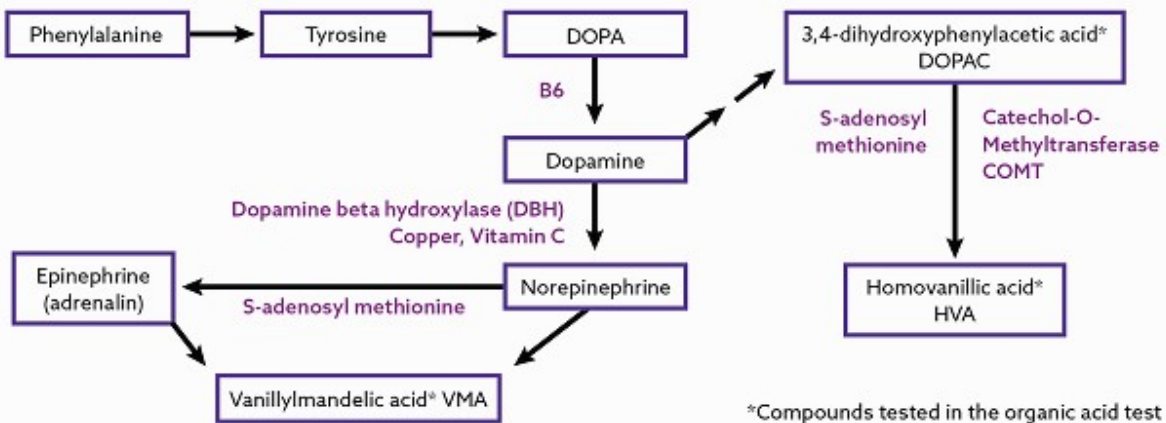 Phenylalanine
Tyrosine
DOPA
3,4-dihydroxyphenylacetic acid*
DOPAC
B6
S-adenosyl
methionine
Catechol-O-
Methyltransferase
COMT
Dopamine
Dopamine beta hydroxylase (DBH)
Copper, Vitamin C
Epinephrine
(adrenalin)
S-adenosyl methionine
Norepinephrine
Homovanillic acid*
HVA
Vanillylmandelic acid* VMA
*Compounds tested in the organic acid test